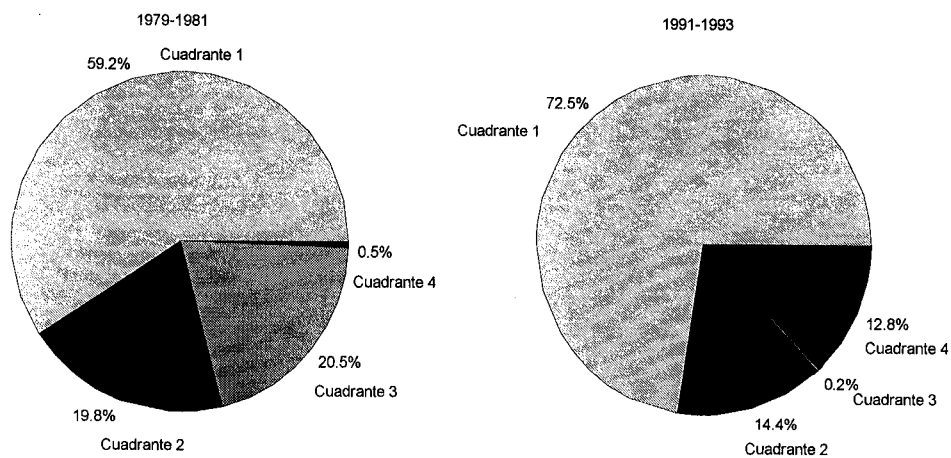 1979-1981
59.2%
Cuadrante 1
0.5%
Cuadrante 4
20.5%
Cuadrante 3
19.8%
Cuadrante 2
1991-1993
72.5%
Cuadrante 1
12.8%
Cuadrante 4
0.2%
Cuadrante 3
14.4%
Cuadrante 2